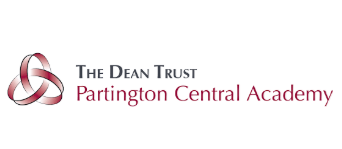 THE DEAN TRUST
Partington Central Academy